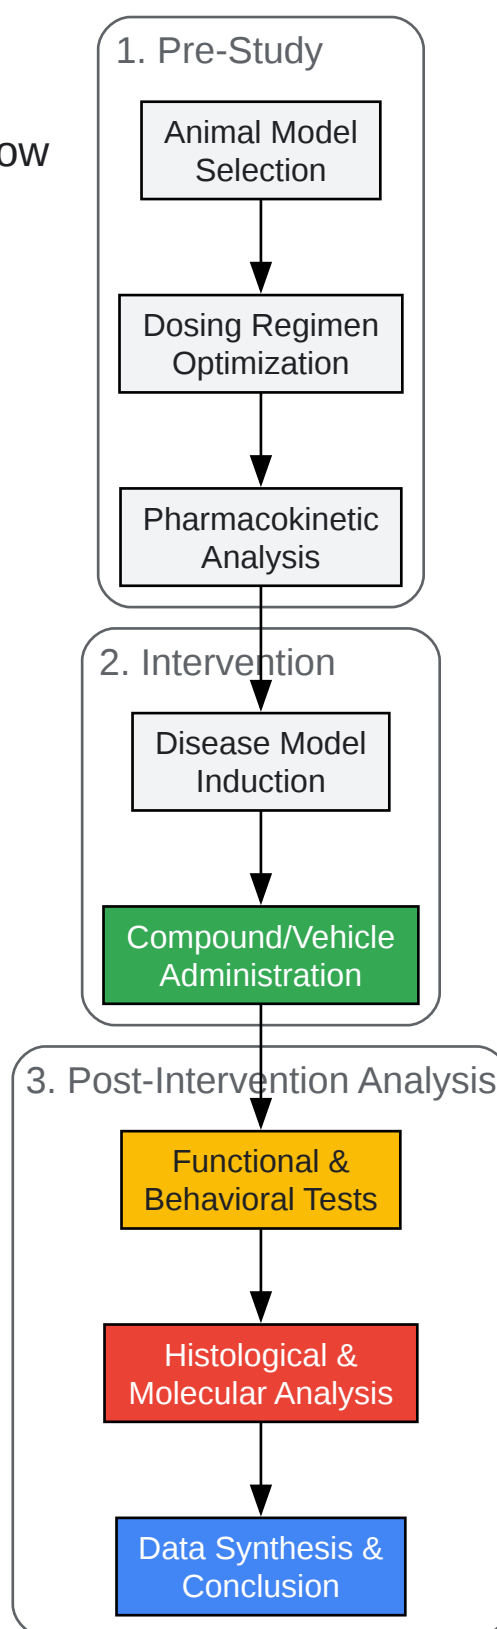 1. Pre-Study
Animal Model
Selection
Dosing Regimen
Optimization
Pharmacokinetic
Analysis
2. Intervention
Disease Model
Induction
Compound/Vehicle
Administration
3. Post-Intervention Analysis
Functional &
Behavioral Tests
Histological &
Molecular Analysis
Data Synthesis &
Conclusion